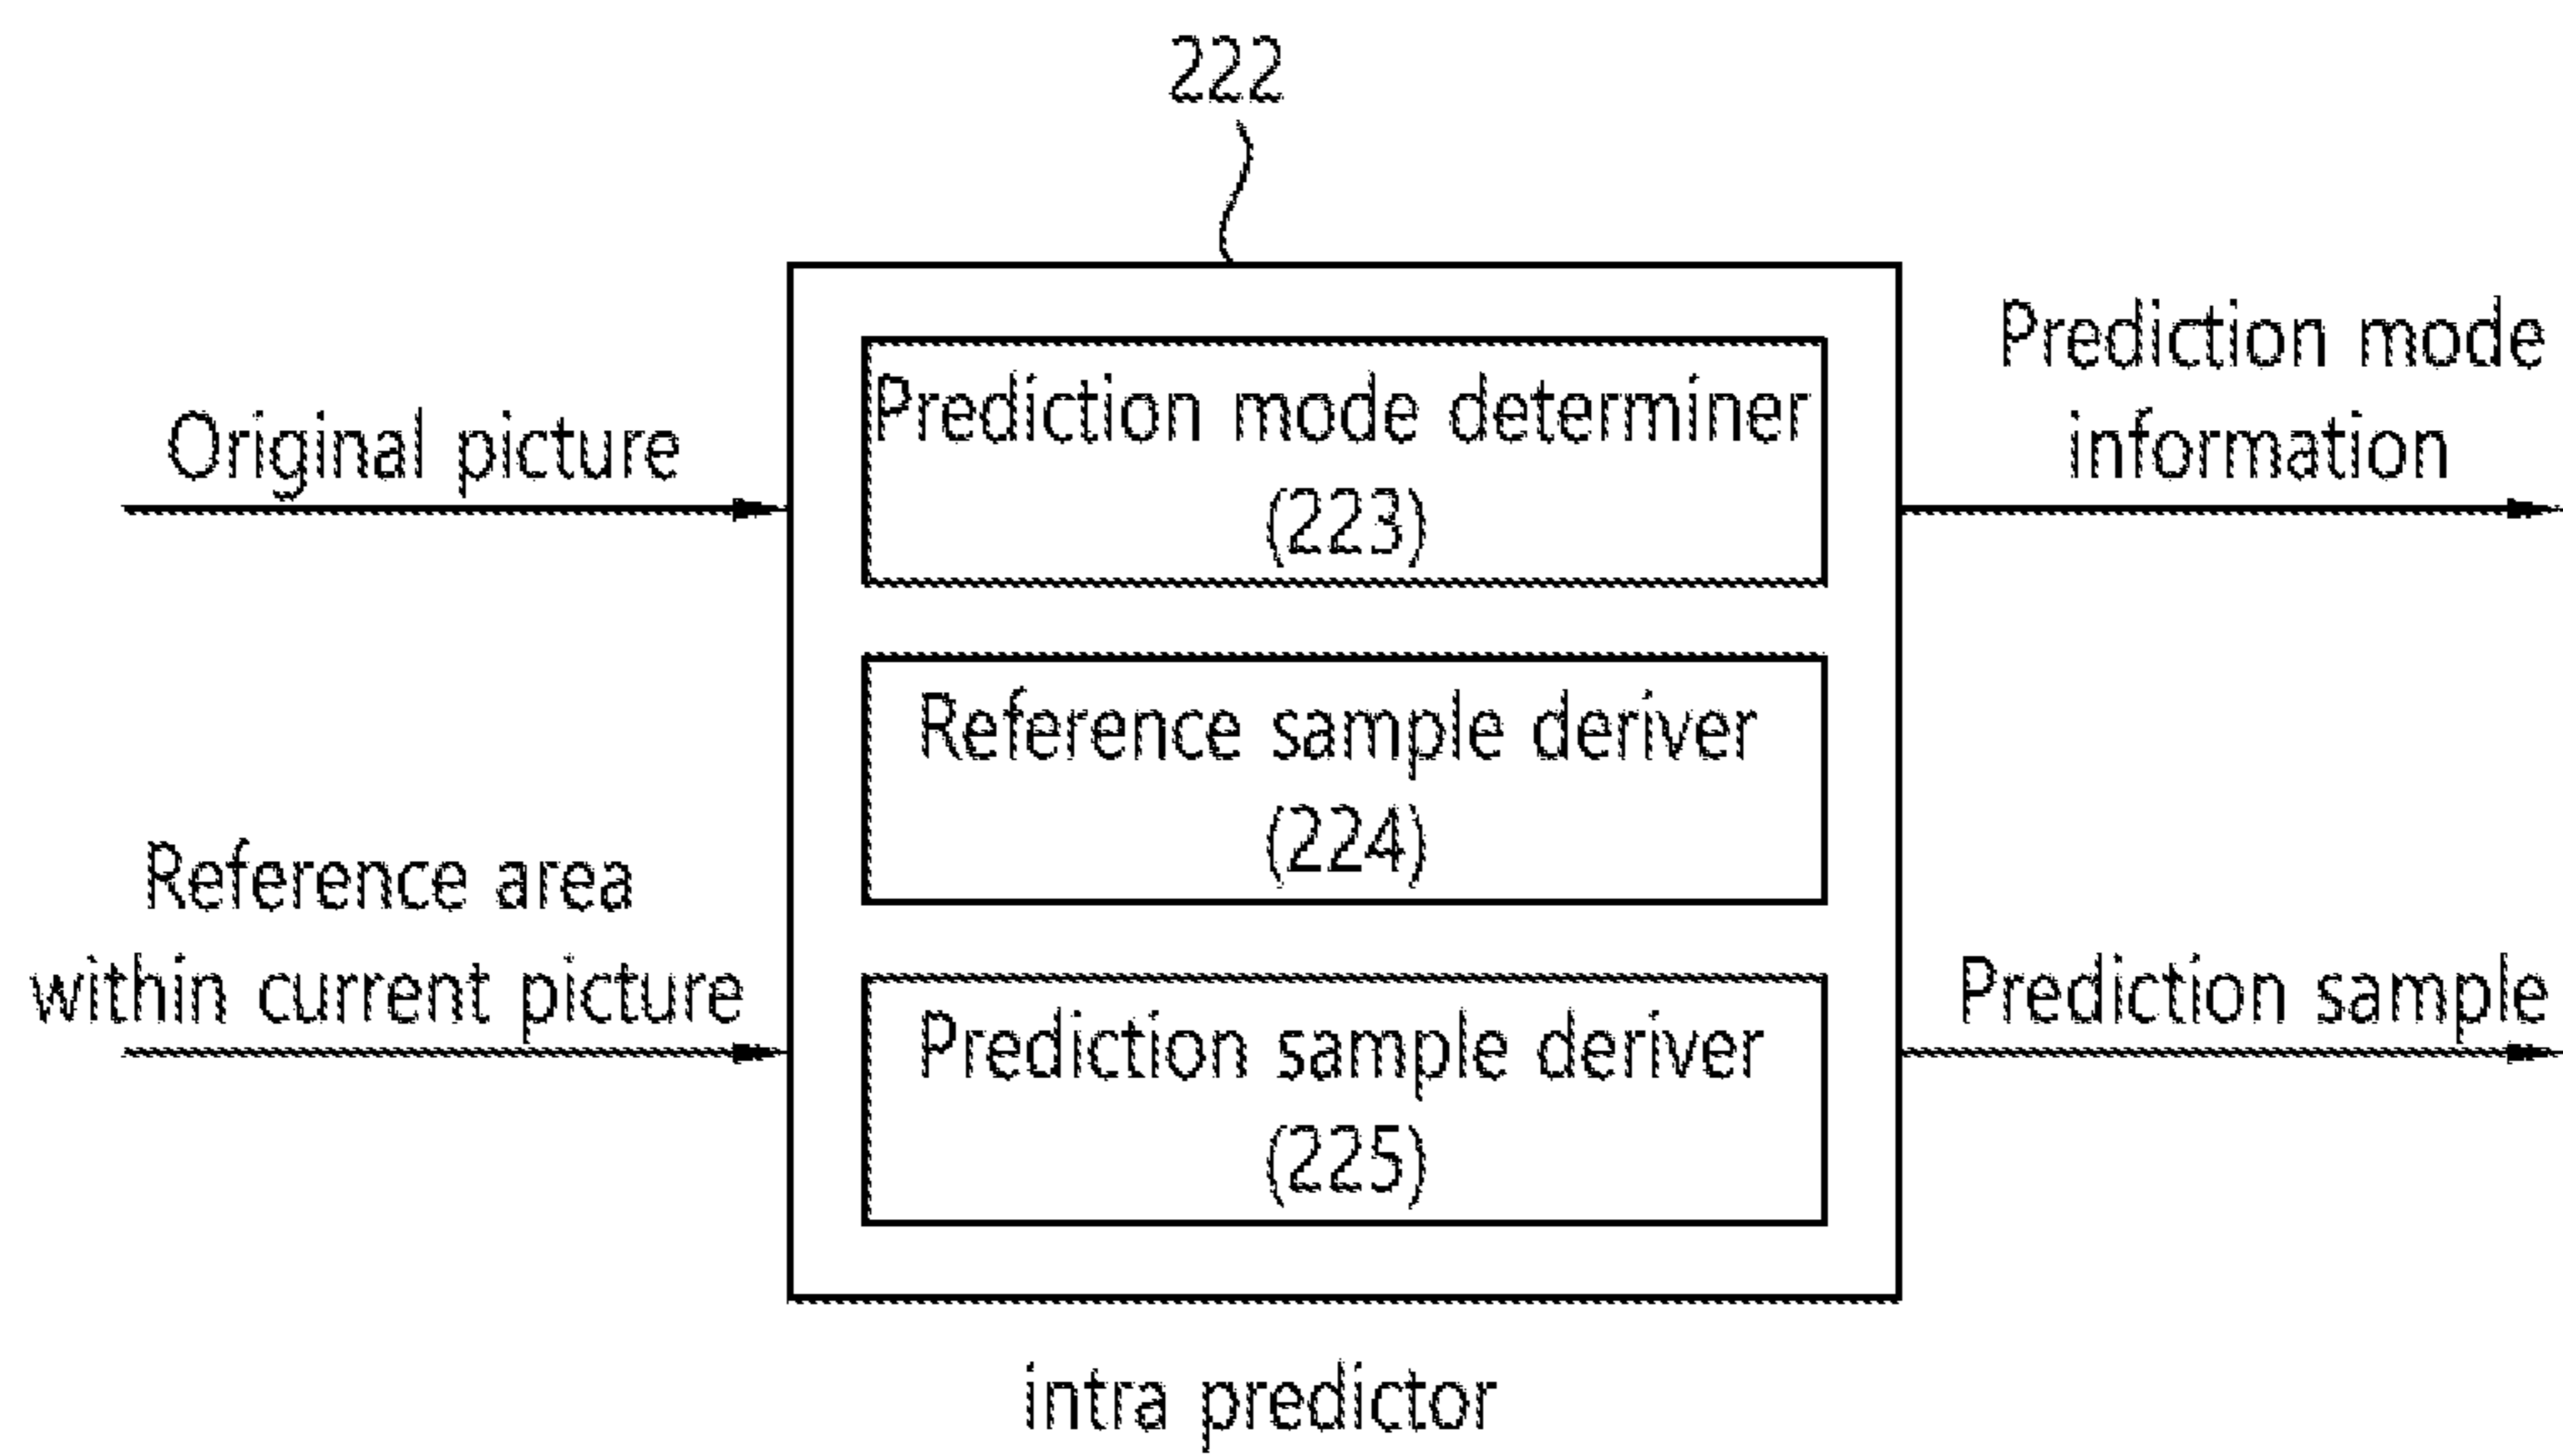 222
Original picture
Reference area
within current picture
Prediction mode determiner
(223)
Reference sample deriver
(224)
Prediction sample deriver
(225)
Prediction mode
information
Prediction sample
intra predictor